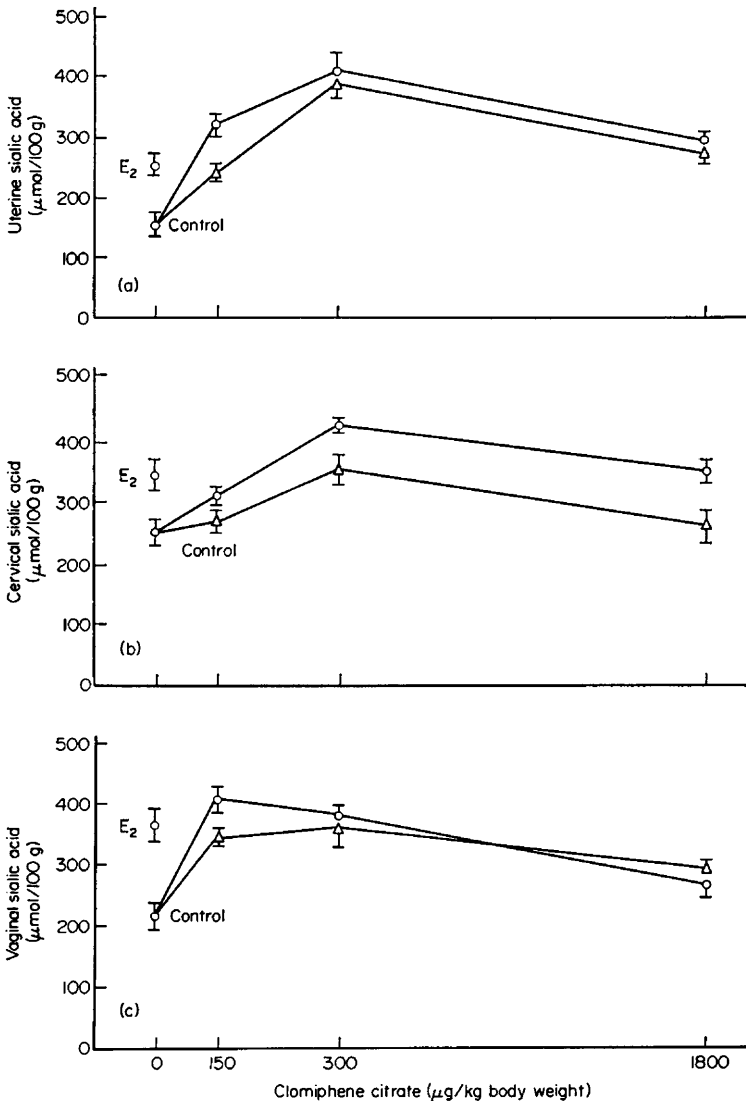 500
400
300
200
100
0
Uterine sialic acid
(μmol/100g)
E2
Control
(a)
500
400
300
200
100
0
Cervical sialic acid
(μmol/100g)
E2
Control
(b)
500
400
300
200
100
0
Vaginal sialic acid
(μmol/100 g)
E2
Control
(c)
0 150 300 1800
Clomiphene citrate (μg/kg body weight)